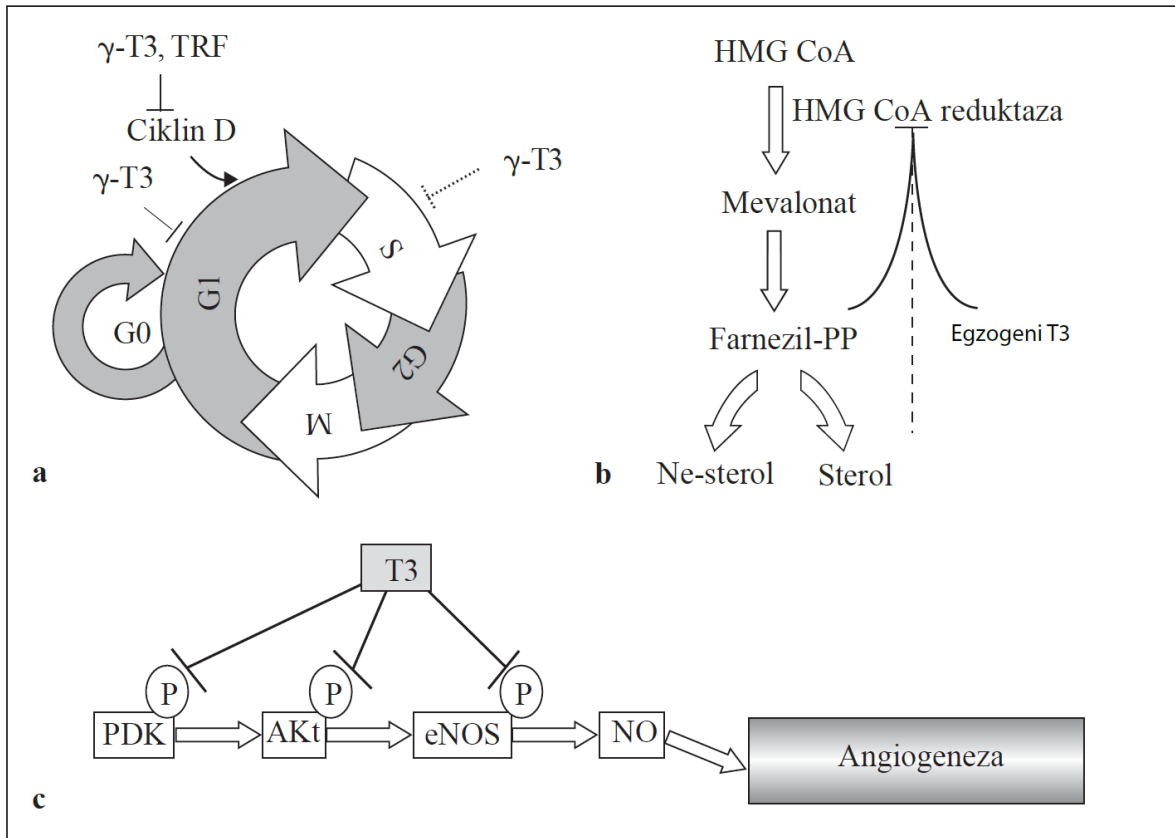 γ-T3, TRF
Ciklin D
γ-T3
γ-T3
G0
G1
S
G2
M
a
HMG CoA
HMG CoA reduktaza
Mevalonat
Farnezil-PP
Egzogeni T3
Ne-sterol
Sterol
b
T3
P
P
P
PDK
AKt
eNOS
NO
Angiogeneza
c